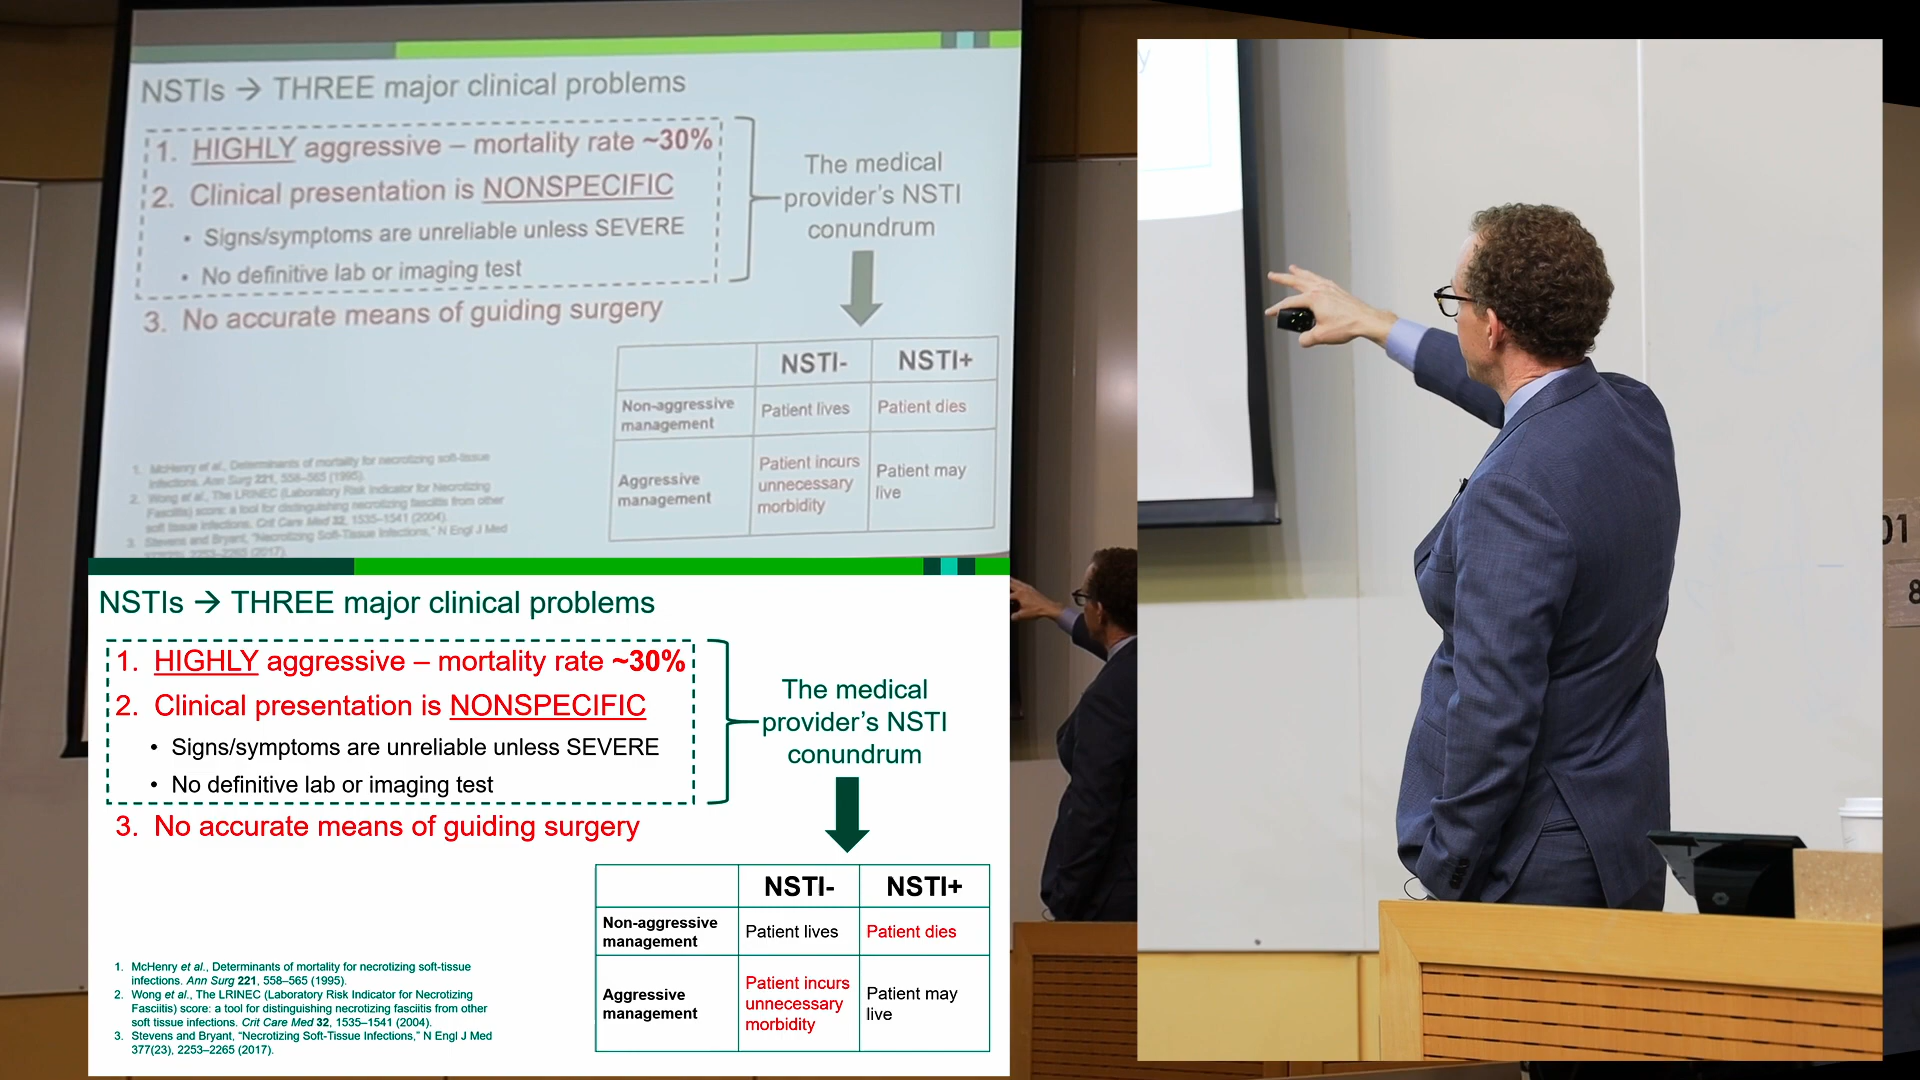 NSTIs → THREE major clinical problems
1. HIGHLY aggressive – mortality rate ~30%
2. Clinical presentation is NONSPECIFIC
• Signs/symptoms are unreliable unless SEVERE
• No definitive lab or imaging test
3. No accurate means of guiding surgery
The medical
provider's NSTI
conundrum
NSTI- NSTI+
Non-aggressive
management
Patient lives
Patient dies
Aggressive
management
Patient incurs
unnecessary
morbidity
Patient may
live
1. McHenry et al., Determinants of mortality for necrotizing soft-tissue
infections. Ann Surg 221, 558–565 (1995).
2. Wong et al., The LRINEC (Laboratory Risk Indicator for Necrotizing
Fasciitis) score: a tool for distinguishing necrotizing fasciitis from other
soft tissue infections. Crit Care Med 32, 1535–1541 (2004).
3. Stevens and Bryant, "Necrotizing Soft-Tissue Infections," N Engl J Med
377(23), 2253–2265 (2017).
NSTIs → THREE major clinical problems
1. HIGHLY aggressive – mortality rate ~30%
2. Clinical presentation is NONSPECIFIC
• Signs/symptoms are unreliable unless SEVERE
• No definitive lab or imaging test
3. No accurate means of guiding surgery
The medical
provider's NSTI
conundrum
NSTI- NSTI+
Non-aggressive
management
Patient lives
Patient dies
Aggressive
management
Patient incurs
unnecessary
morbidity
Patient may
live
1. McHenry et al., Determinants of mortality for necrotizing soft-tissue
infections. Ann Surg 221, 558–565 (1995).
2. Wong et al., The LRINEC (Laboratory Risk Indicator for Necrotizing
Fasciitis) score: a tool for distinguishing necrotizing fasciitis from other
soft tissue infections. Crit Care Med 32, 1535–1541 (2004).
3. Stevens and Bryant, “Necrotizing Soft-Tissue Infections,” N Engl J Med
377(23), 2253–2265 (2017).
y
01
8